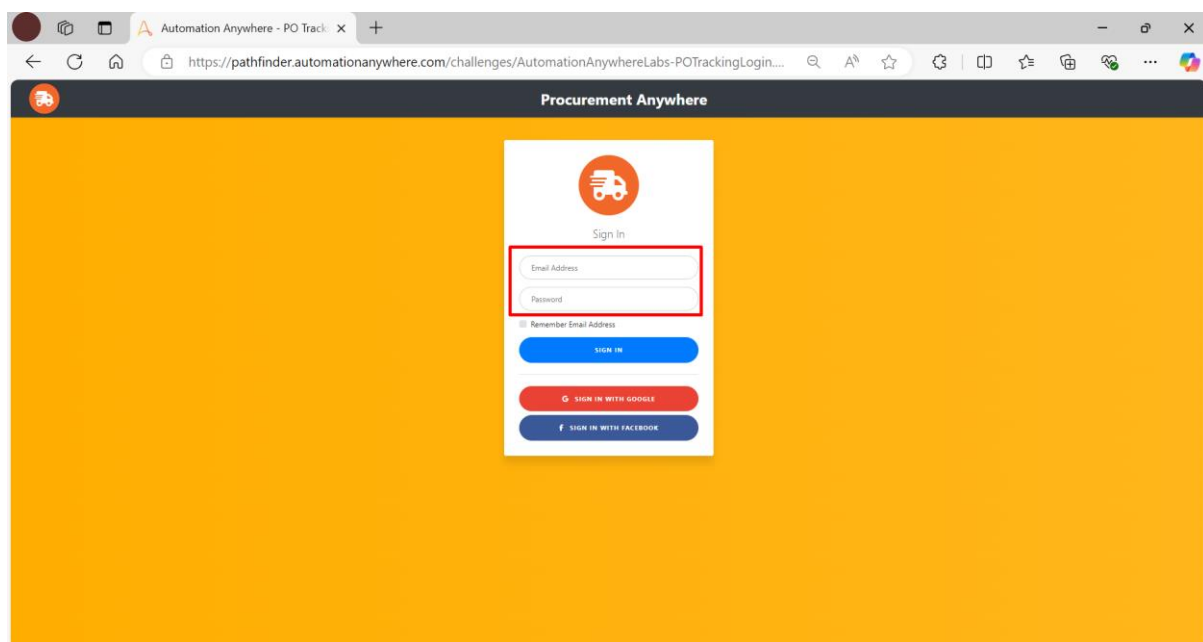 Automation Anywhere - PO Track
https://pathfinder.automationanywhere.com/challenges/AutomationAnywhereLabs-POTrackingLogin....
Procurement Anywhere
Sign In
Email Address
Password
Remember Email Address
SIGN IN
G SIGN IN WITH GOOGLE
f SIGN IN WITH FACEBOOK